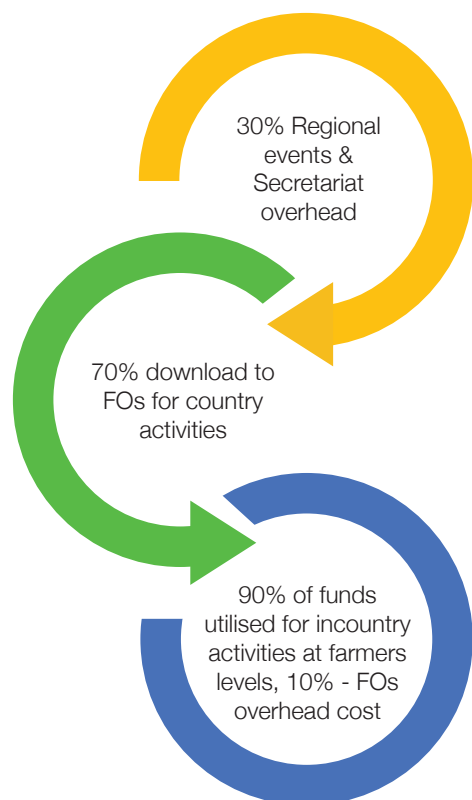 30% Regional
events &
Secretariat
overhead
70% download to
FOs for country
activities
90% of funds
utilised for incountry
activities at farmers
levels, 10% - FOs
overhead cost